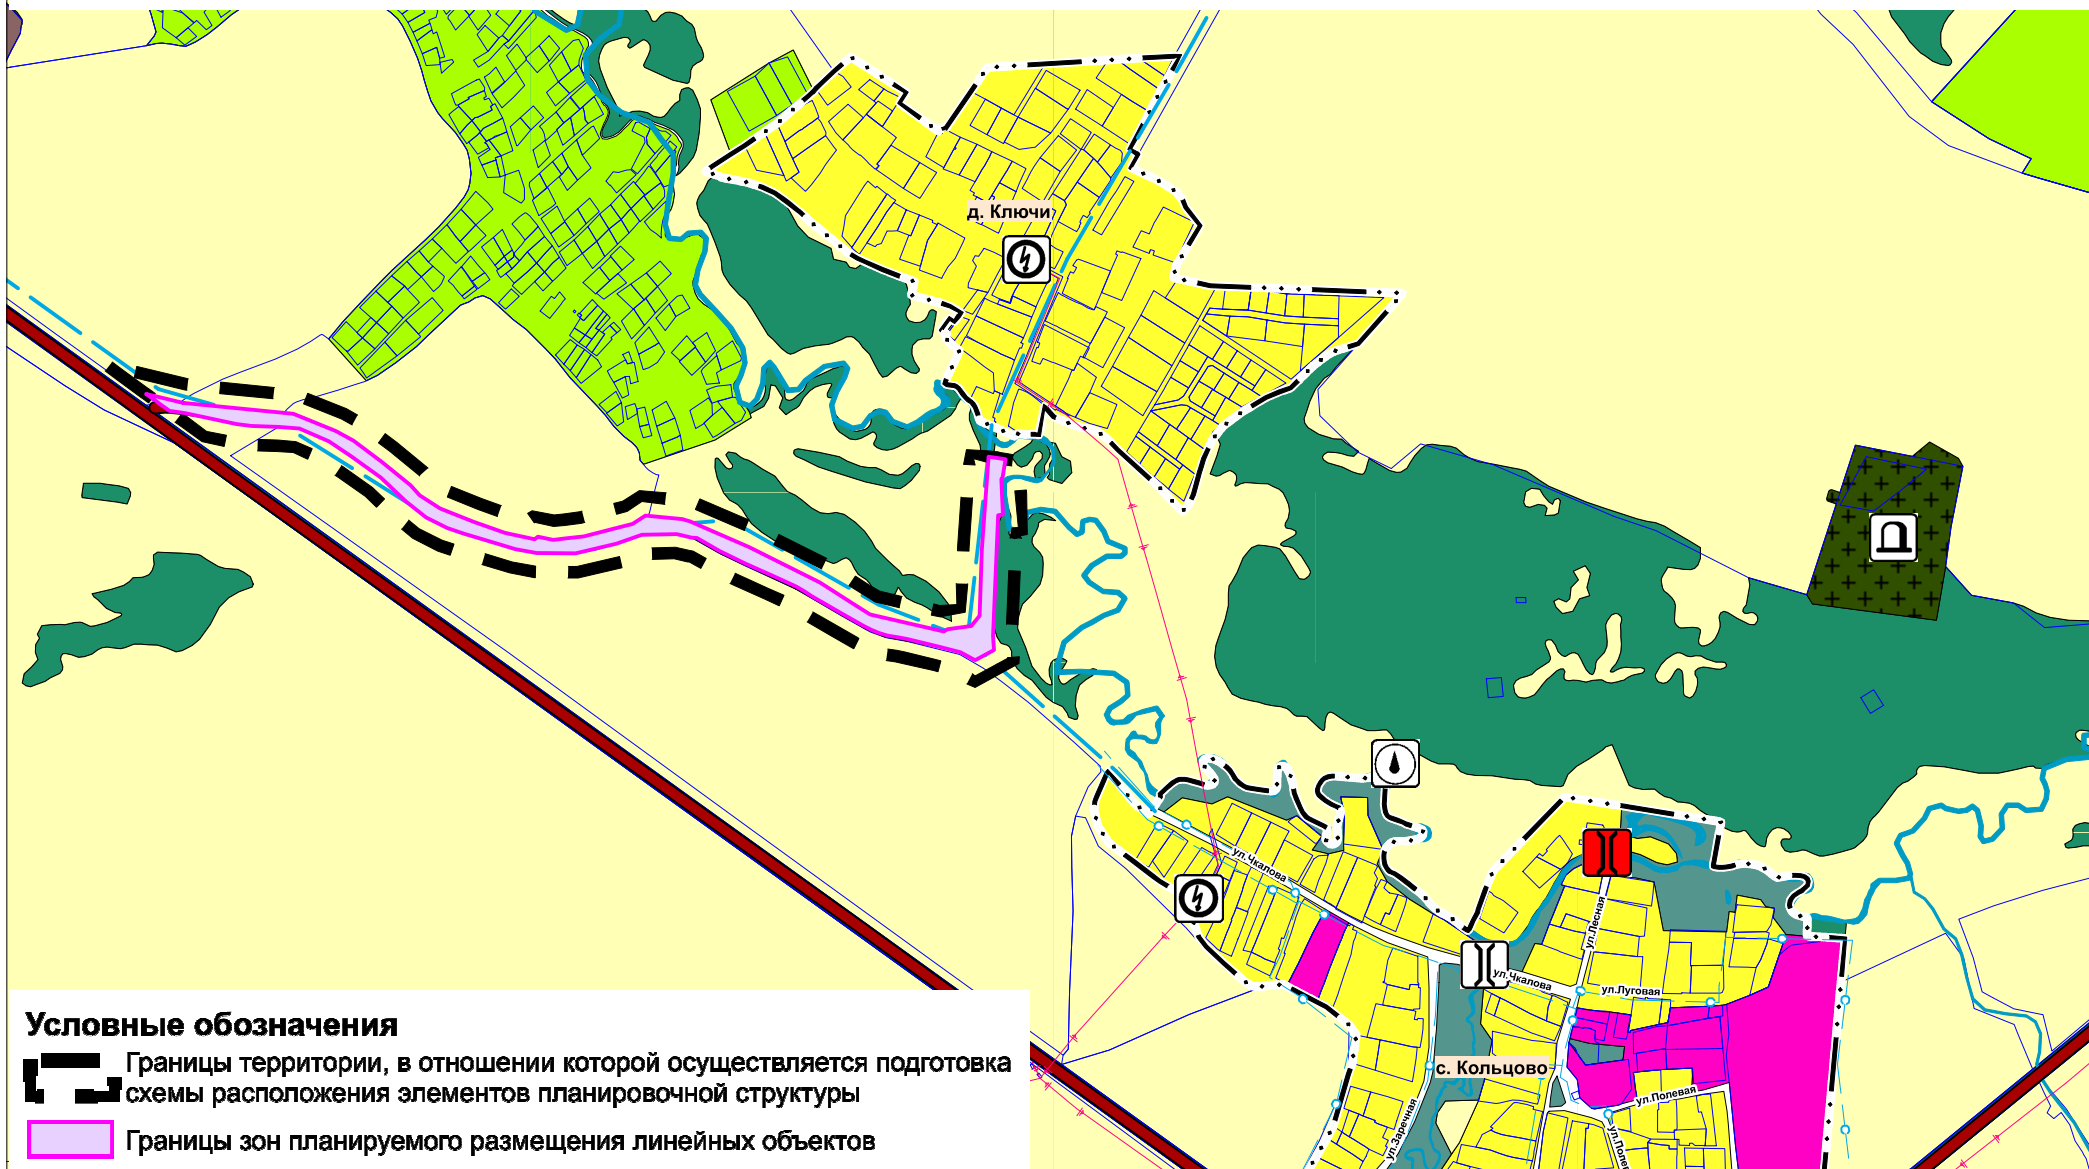 д. Ключи
ул.Чкалова
ул.Лесная
ул.Чкалова
ул.Луговая
с. Кольцово
ул.Полевая
ул.Заречная
Условные обозначения
Границы территории, в отношении которой осуществляется подготовка
схемы расположения элементов планировочной структуры
Границы зон планируемого размещения линейных объектов